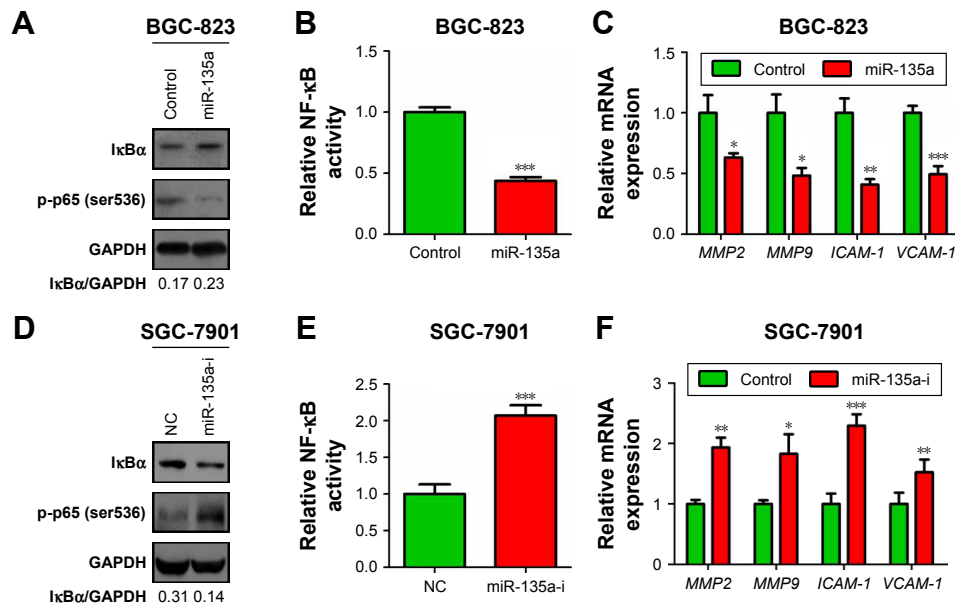 A
BGC-823
Control
miR-135a
IκBα
p-p65 (ser536)
GAPDH
IκBα/GAPDH 0.17 0.23
B
BGC-823
Relative NF-κB
activity
1.5
1.0
0.5
0.0
***
Control
miR-135a
C
BGC-823
Relative mRNA
expression
Control
miR-135a
1.5
1.0
0.5
0.0
*
*
**
***
MMP2
MMP9
ICAM-1
VCAM-1
D
SGC-7901
NC
miR-135a-i
IκBα
p-p65 (ser536)
GAPDH
IκBα/GAPDH 0.31 0.14
E
SGC-7901
Relative NF-κB
activity
2.5
2.0
1.5
1.0
0.5
0.0
***
NC
miR-135a-i
F
SGC-7901
Relative mRNA
expression
Control
miR-135a-i
3
2
1
0
**
*
***
**
MMP2
MMP9
ICAM-1
VCAM-1